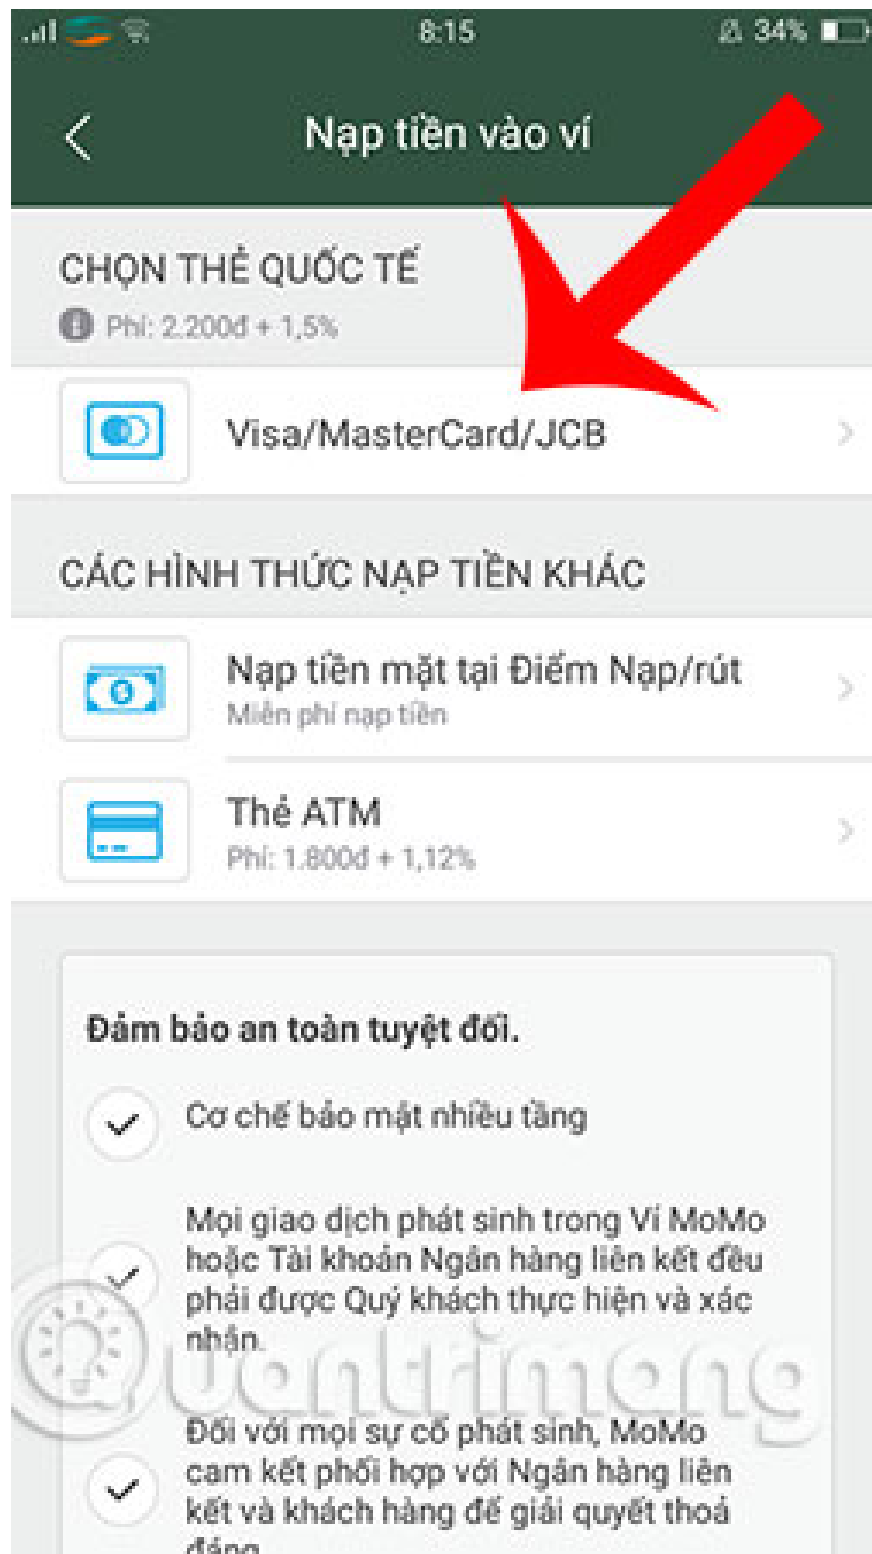 8:15
34%
Nạp tiền vào ví
CHỌN THẺ QUỐC TẾ
Phí: 2.200đ + 1,5%
Visa/MasterCard/JCB
CÁC HÌNH THỨC NẠP TIỀN KHÁC
Nạp tiền mặt tại Điểm Nạp/rút
Miễn phí nạp tiền
Thẻ ATM
Phí: 1.800đ + 1,12%
Đảm bảo an toàn tuyệt đối.
Cơ chế bảo mật nhiều tầng
Mọi giao dịch phát sinh trong Ví MoMo
hoặc Tài khoản Ngân hàng liên kết đều
phải được Quý khách thực hiện và xác
nhận.
Quantrimang
Đối với mọi sự cố phát sinh, MoMo
cam kết phối hợp với Ngân hàng liên
kết và khách hàng để giải quyết thoả
đáng